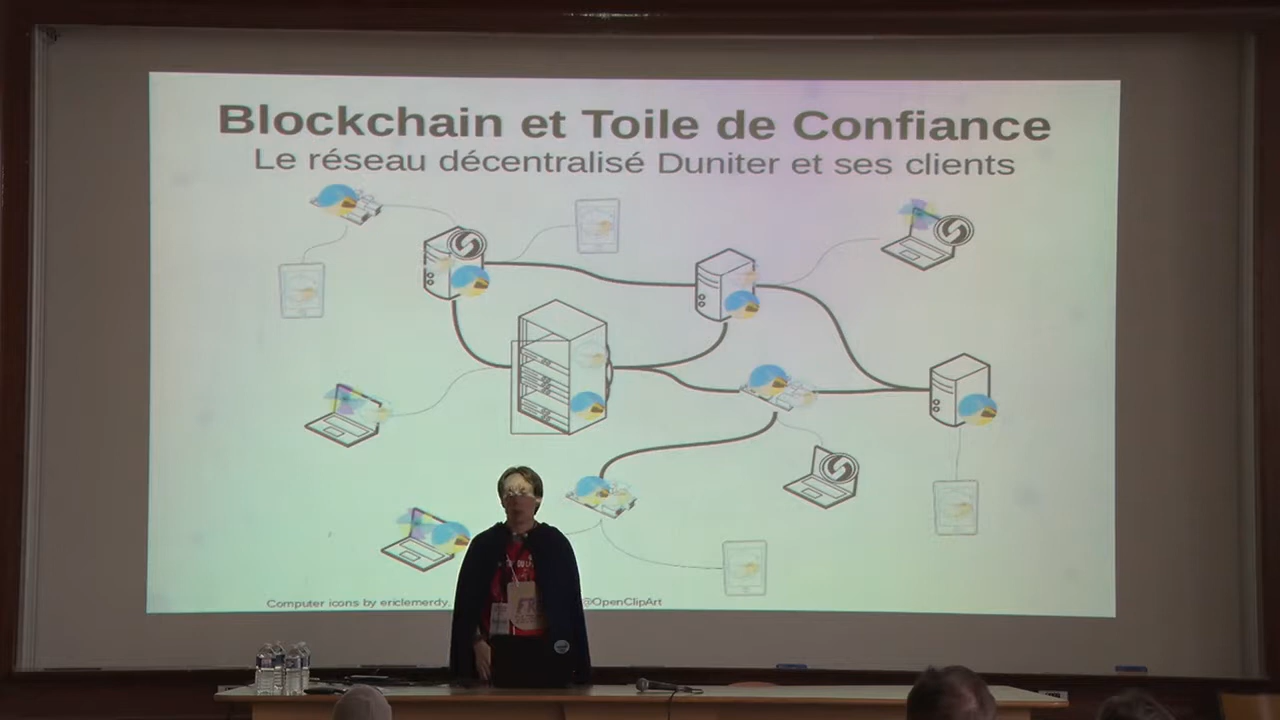 Blockchain et Toile de Confiance
Le réseau décentralisé Duniter et ses clients
Computer icons by ericlemerdy,
@OpenClipArt